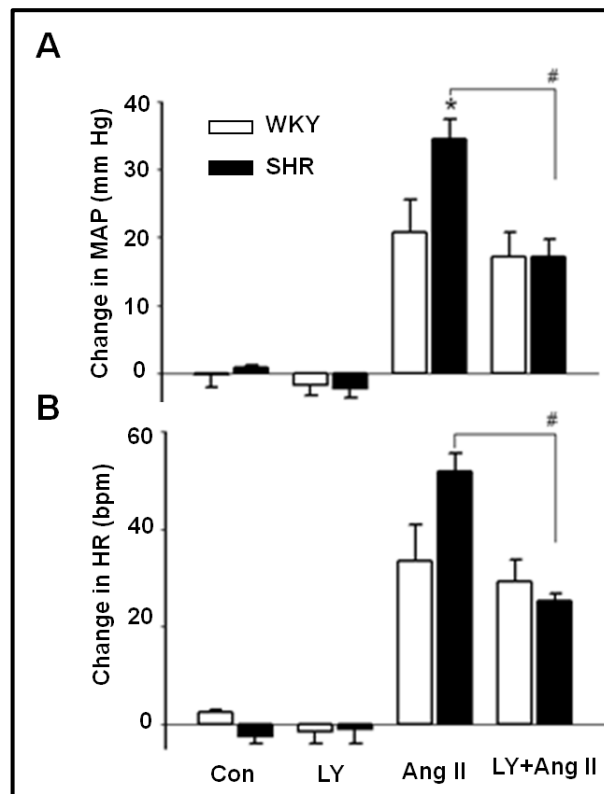 A
#
*
40
30
20
10
0
Change in MAP (mm Hg)
WKY
SHR
B
#
60
40
20
0
Change in HR (bpm)
Con LY Ang II LY+Ang II